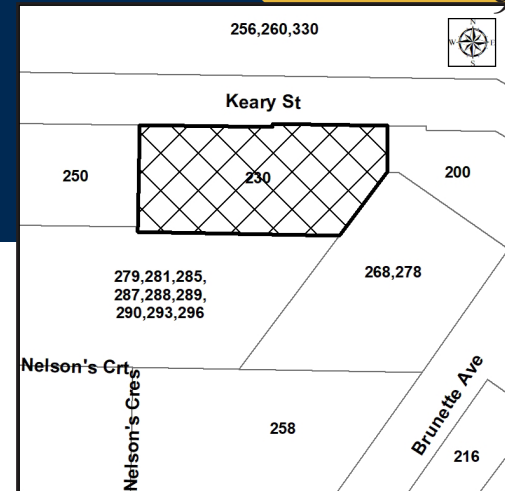 256,260,330
N
W E
S
Keary St
250
230
200
279,281,285,
287,288,289,
290,293,296
268,278
Nelson's Crt
Nelson's Cres
258
Brunette Ave
216